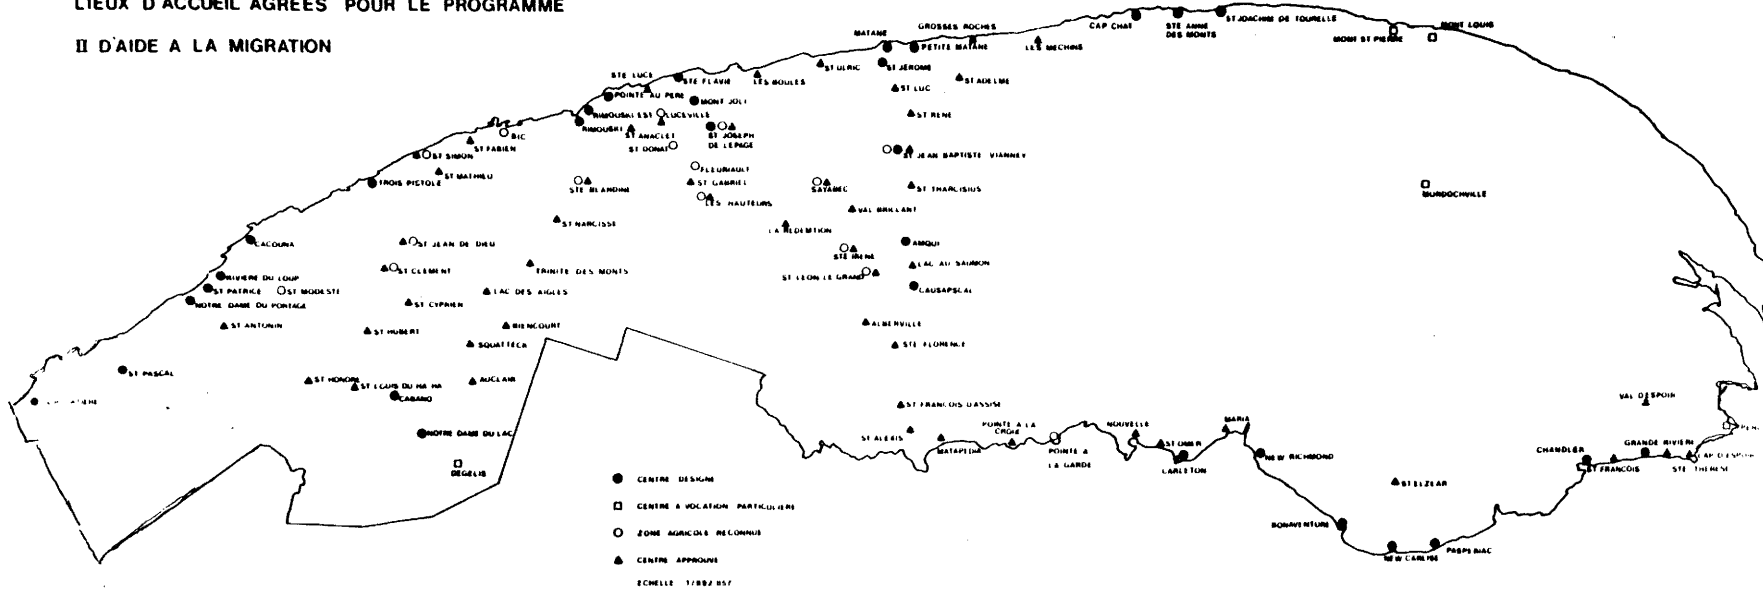 LIEUX D'ACCUEIL AGREES POUR LE PROGRAMME
II D'AIDE A LA MIGRATION
MATANE
GROSSES ROCHES
CAP CHAT
STE ANNE
DES MONTS
ST JOACHIM DE TOURELLE
MONT ST PIERRE
MONT LOUIS
PETITE MATANE
LES MECHINS
STE LUCE
STE FLAVIE
LES BOULES
ST ULRIC
ST JEROME
ST ADELME
ST LUC
POINTE AU PERE
MONT JOLI
RIMOUSKI EST
LUCEVILLE
ST RENE
RIMOUSKI
ST ANACLET
ST JOSEPH
DE LEPAGE
BIC
ST FABIEN
ST DONAT
ST SIMON
ST JEAN BAPTISTE VIANNEY
ST MATHIEU
FLEURIAULT
TROIS PISTOLE
STE BLANDINE
ST GABRIEL
SAYABEC
ST THARCISIUS
MURDOCHVILLE
LES HAUTEURS
VAL BRILLANT
ST NARCISSE
LA REDEMTION
CACOUNA
ST JEAN DE DIEU
AMQUI
STE IRENE
TRINITE DES MONTS
LAC AU SAUMON
ST CLEMENT
ST LEON LE GRAND
RIVIERE DU LOUP
ST PATRICE
ST MODESTE
LAC DES AIGLES
CAUSAPSCAL
NOTRE DAME DU PORTAGE
ST CYPRIEN
ST ANTONIN
ST HUBERT
BIENCOURT
ALBERVILLE
SQUATTECK
STE FLORENCE
ST PASCAL
ST HONORE
ST LOUIS DU HA HA
AUCLAIR
CABANO
VAL D'ESPOIR
ST FRANCOIS D'ASSISE
NOTRE DAME DU LAC
ST ALEXIS
MATAPEDIA
POINTE A LA
CROIX
POINTE A
LA GARDE
NOUVELLE
ST OMER
CARLETON
MARIA
NEW RICHMOND
CHANDLER
GRANDE RIVIERE
ST FRANCOIS
STE THERESE
CAP D'ESPOIR
DEGELIS
ST ELZEAR
BONAVENTURE
NEW CARLISE
PASPEBIAC
CENTRE DESIGNE
CENTRE A VOCATION PARTICULIERE
ZONE AGRICOLE RECONNUE
CENTRE APPROUVE
ECHELLE